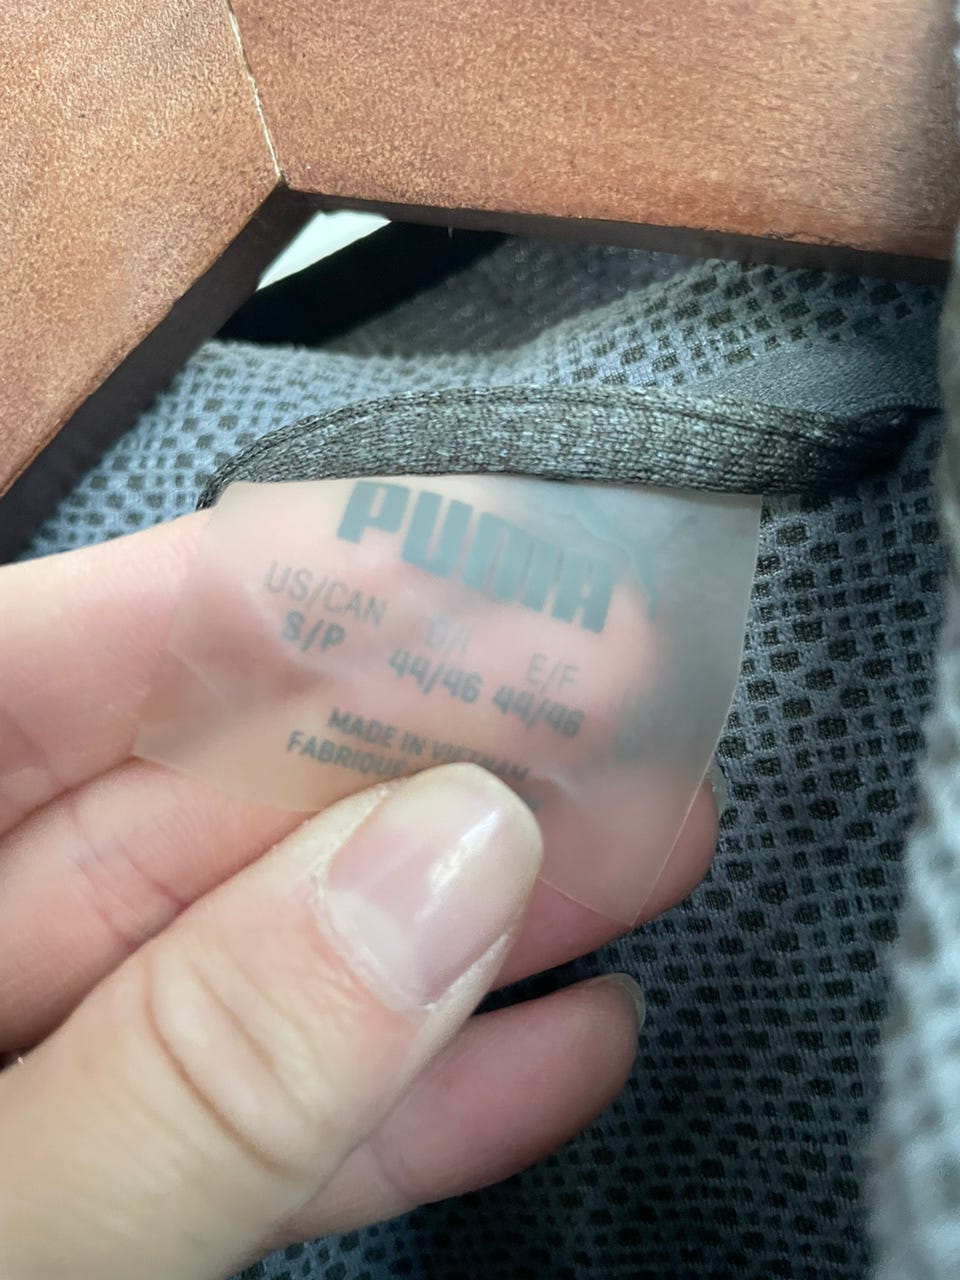 PUMA
US/CAN D/I E/F
S/P 44/46 44/46
MADE IN VIETNAM